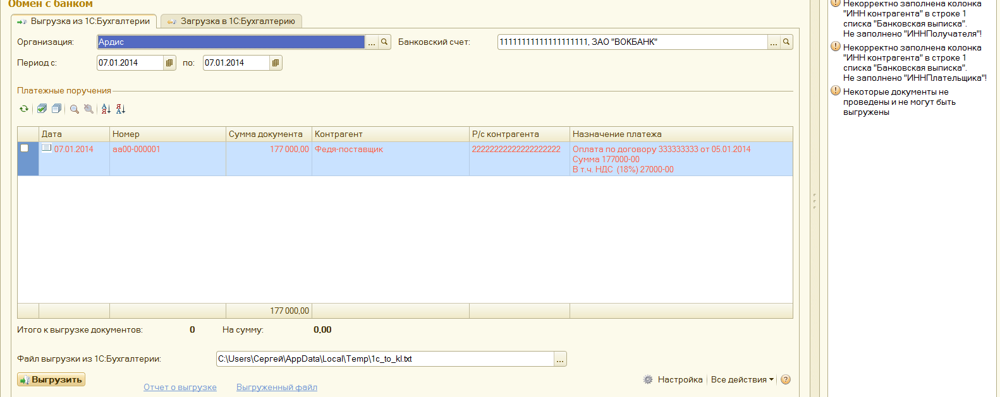 Обмен с банком
Выгрузка из 1С:Бухгалтерии
Загрузка в 1С:Бухгалтерию
Организация:
Ардис
...
Банковский счет:
11111111111111111111, ЗАО "ВОКБАНК"
...
Период с:
07.01.2014
по:
07.01.2014
Платежные поручения
Дата
Номер
Сумма документа
Контрагент
Р/с контрагента
Назначение платежа
07.01.2014
аа00-000001
177 000,00
Федя-поставщик
22222222222222222222
Оплата по договору 333333333 от 05.01.2014
Сумма 177000-00
В т.ч. НДС (18%) 27000-00
177 000,00
Итого к выгрузке документов:
0
На сумму:
0,00
Файл выгрузки из 1С:Бухгалтерии:
C:\Users\Сергей\AppData\Local\Temp\1c_to_kl.txt
...
Выгрузить
Отчет о выгрузке
Выгруженный файл
Настройка
Все действия
?
Некорректно заполнена колонка
"ИНН контрагента" в строке 1
списка "Банковская выписка".
Не заполнено "ИННПолучателя"!
Некорректно заполнена колонка
"ИНН контрагента" в строке 1
списка "Банковская выписка".
Не заполнено "ИННПлательщика"!
Некоторые документы не
проведены и не могут быть
выгружены